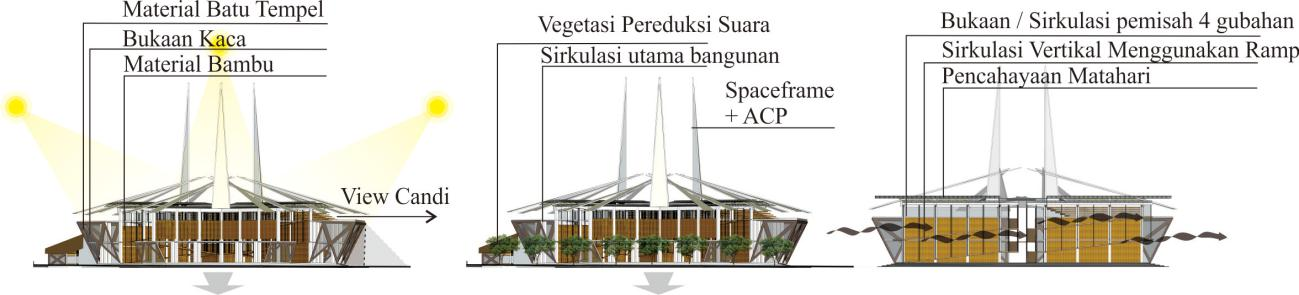 Material Batu Tempel
Bukaan Kaca
Material Bambu
View Candi
Vegetasi Pereduksi Suara
Sirkulasi utama bangunan
Spaceframe
+ ACP
Bukaan / Sirkulasi pemisah 4 gubahan
Sirkulasi Vertikal Menggunakan Ramp
Pencahayaan Matahari